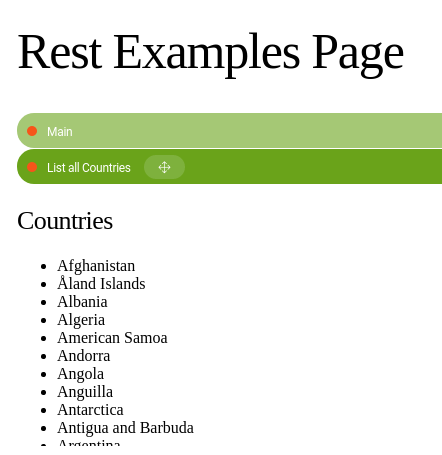 Rest Examples Page
Main
List all Countries
Countries
Afghanistan
Åland Islands
Albania
Algeria
American Samoa
Andorra
Angola
Anguilla
Antarctica
Antigua and Barbuda
Argentina